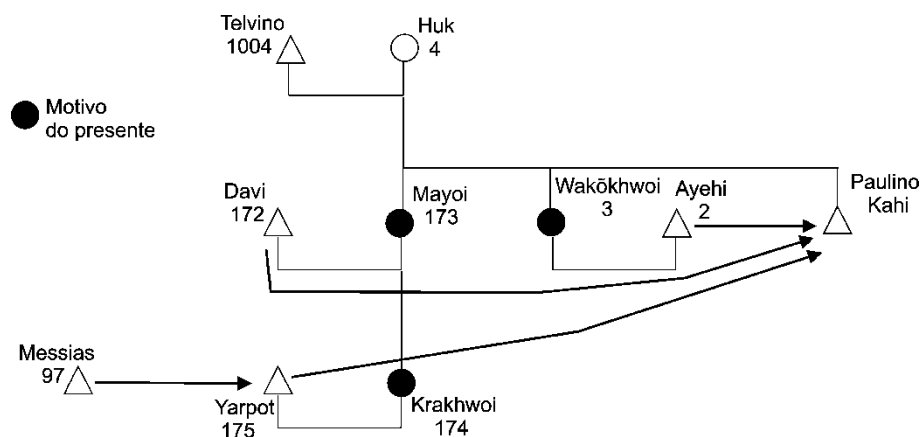 Telvino
1004
Huk
4
Motivo
do presente
Davi
172
Mayoi
173
Wakõkhwoi
3
Ayehi
2
Paulino
Kahi
Messias
97
Yarpot
175
Krakhwoi
174